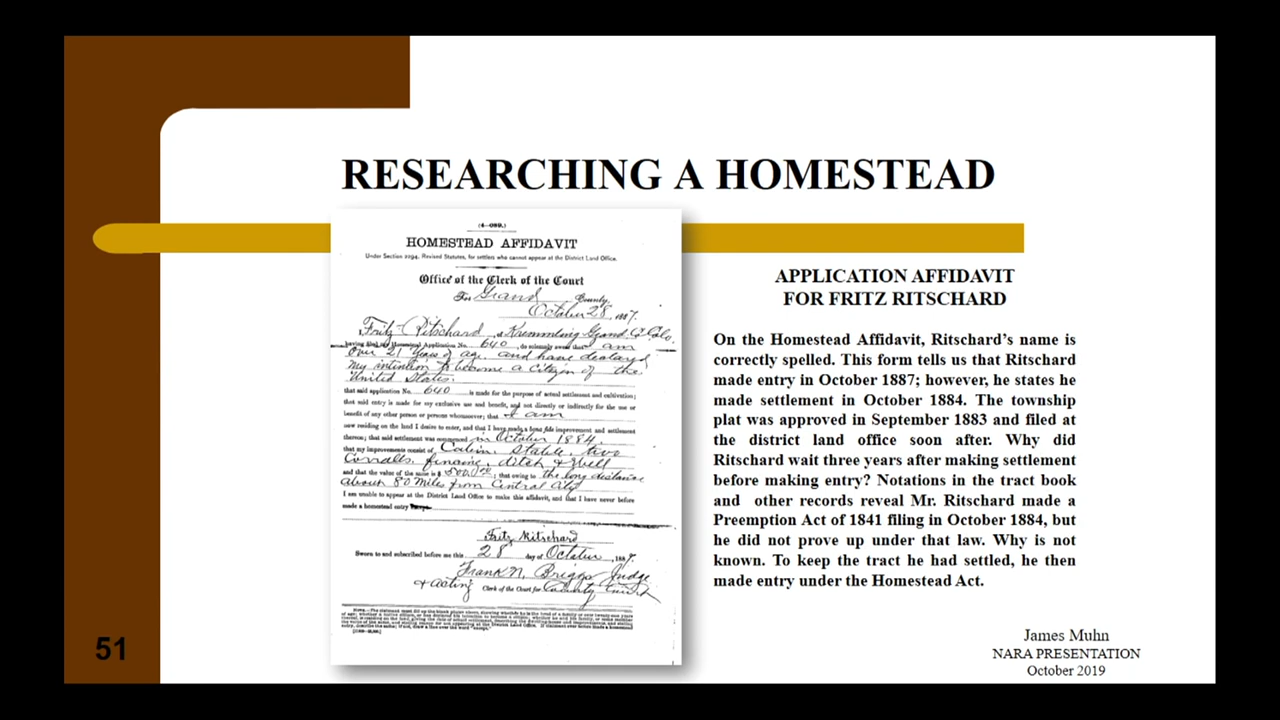 RESEARCHING A HOMESTEAD
(4—089.)
HOMESTEAD AFFIDAVIT
Under Section 2294, Revised Statutes, for settlers who cannot appear at the District Land Office.
Office of the Clerk of the Court
For Grand County.
October 28, 1887.
I, Fritz Ritschard, of Kremmling Grand Co Colo.
having filed my Homestead Application No. 640, do solemnly swear that I am
over 21 years of age and have declared
my intention to become a Citizen of the
United States.
that said application No. 640 is made for the purpose of actual settlement and cultivation;
that said entry is made for my exclusive use and benefit, and not directly or indirectly for the use or
benefit of any other person or persons whomsoever; that I am
now residing on the land I desire to enter, and that I have made a bona fide improvement and settlement
thereon; that said settlement was commenced in October 1884.
that my improvements consist of Cabin, Stable, two
Corralls, fencing, ditch & Well
and that the value of the same is $ 500.00; that owing to the long distance
about 80 Miles from Central City
I am unable to appear at the District Land Office to make this affidavit, and that I have never before
made a homestead entry
Fritz Ritschard
Sworn to and subscribed before me this 28 day of October, 1887.
Frank N. Briggs Judge
& Acting Clerk of the Court for County Court
APPLICATION AFFIDAVIT
FOR FRITZ RITSCHARD
On the Homestead Affidavit, Ritschard's name is
correctly spelled. This form tells us that Ritschard
made entry in October 1887; however, he states he
made settlement in October 1884. The township
plat was approved in September 1883 and filed at
the district land office soon after. Why did
Ritschard wait three years after making settlement
before making entry? Notations in the tract book
and other records reveal Mr. Ritschard made a
Preemption Act of 1841 filing in October 1884, but
he did not prove up under that law. Why is not
known. To keep the tract he had settled, he then
made entry under the Homestead Act.
51
James Muhn
NARA PRESENTATION
October 2019